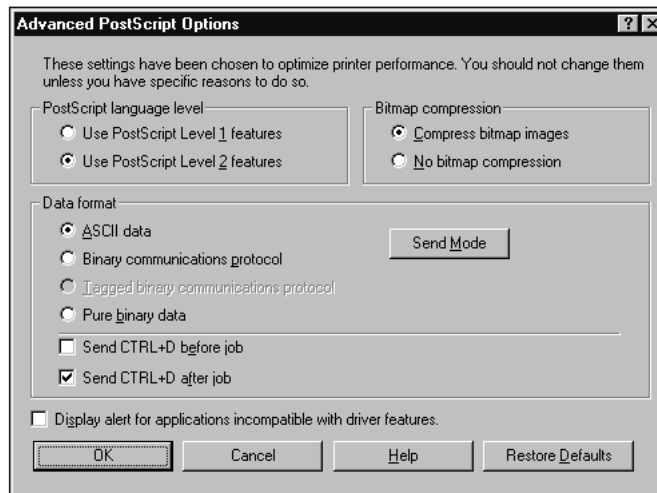 Advanced PostScript Options
These settings have been chosen to optimize printer performance. You should not change them
unless you have specific reasons to do so.
PostScript language level
Use PostScript Level 1 features
Use PostScript Level 2 features
Bitmap compression
Compress bitmap images
No bitmap compression
Data format
ASCII data
Binary communications protocol
Tagged binary communications protocol
Pure binary data
Send Mode
Send CTRL+D before job
Send CTRL+D after job
Display alert for applications incompatible with driver features.
OK
Cancel
Help
Restore Defaults